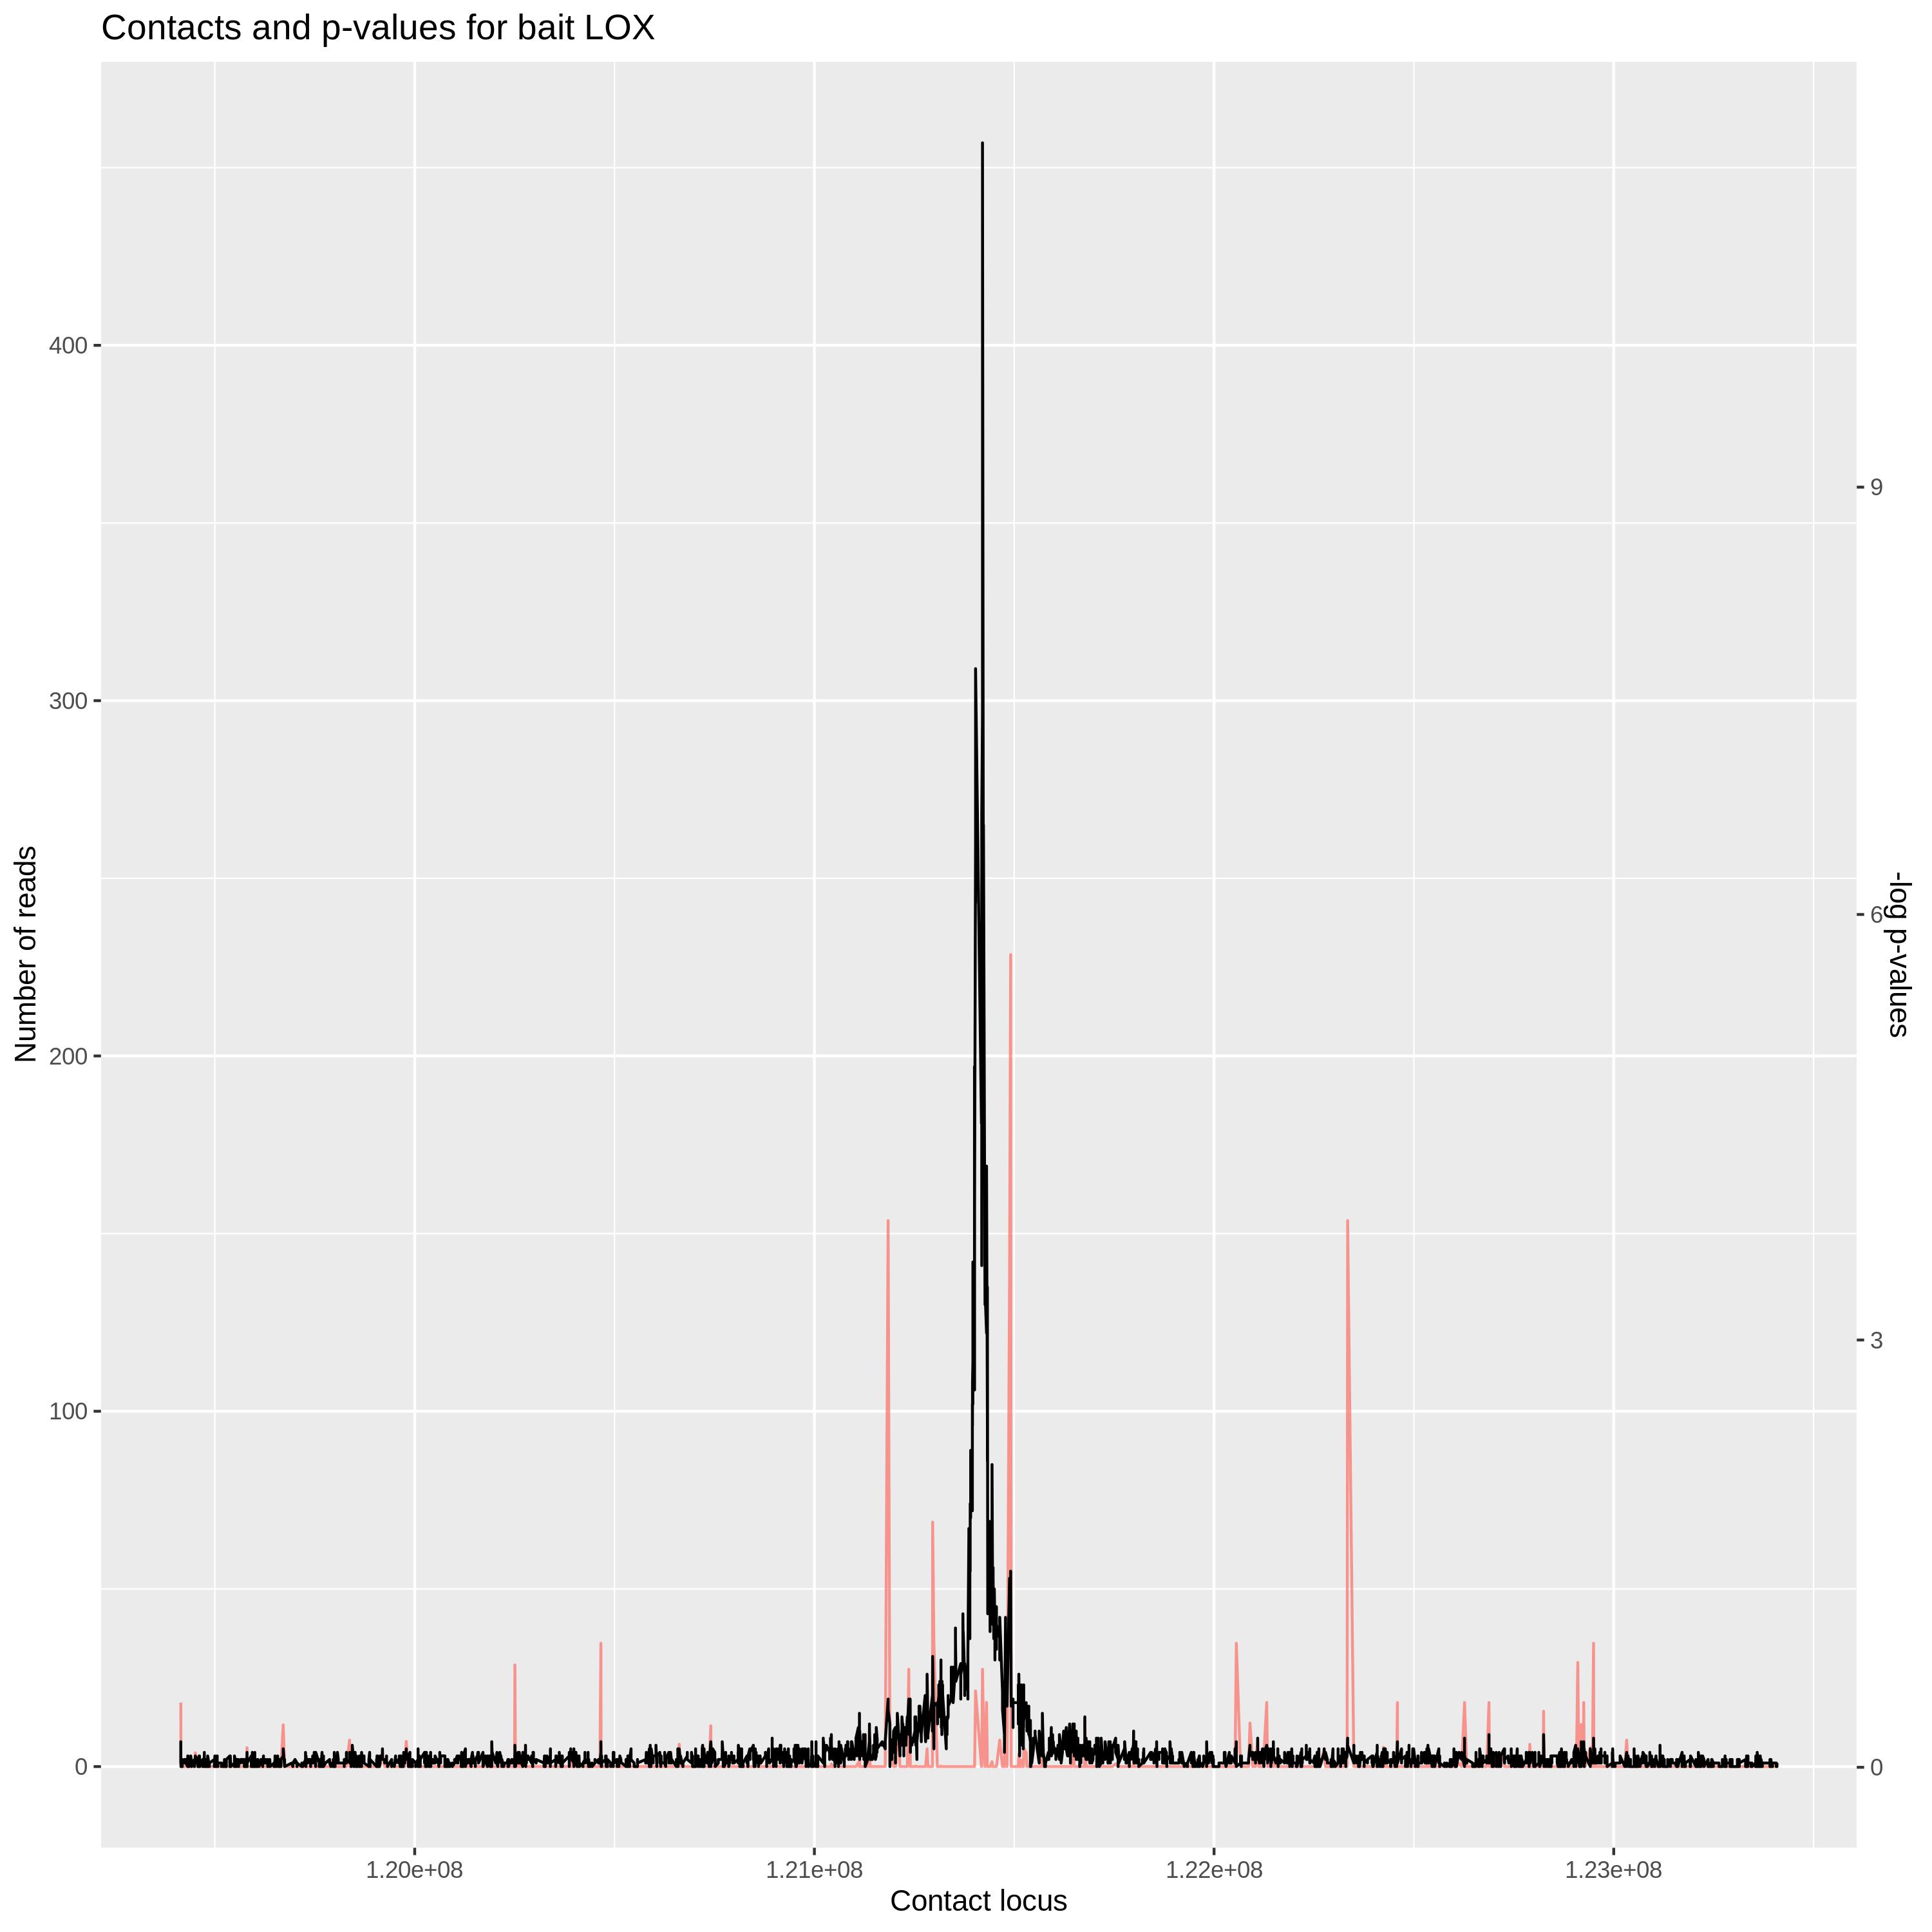 Contacts and p-values for bait LOX
400
300
200
100
0
Number of reads
9
6
3
0
-log p-values
1.20e+08 1.21e+08 1.22e+08 1.23e+08
Contact locus